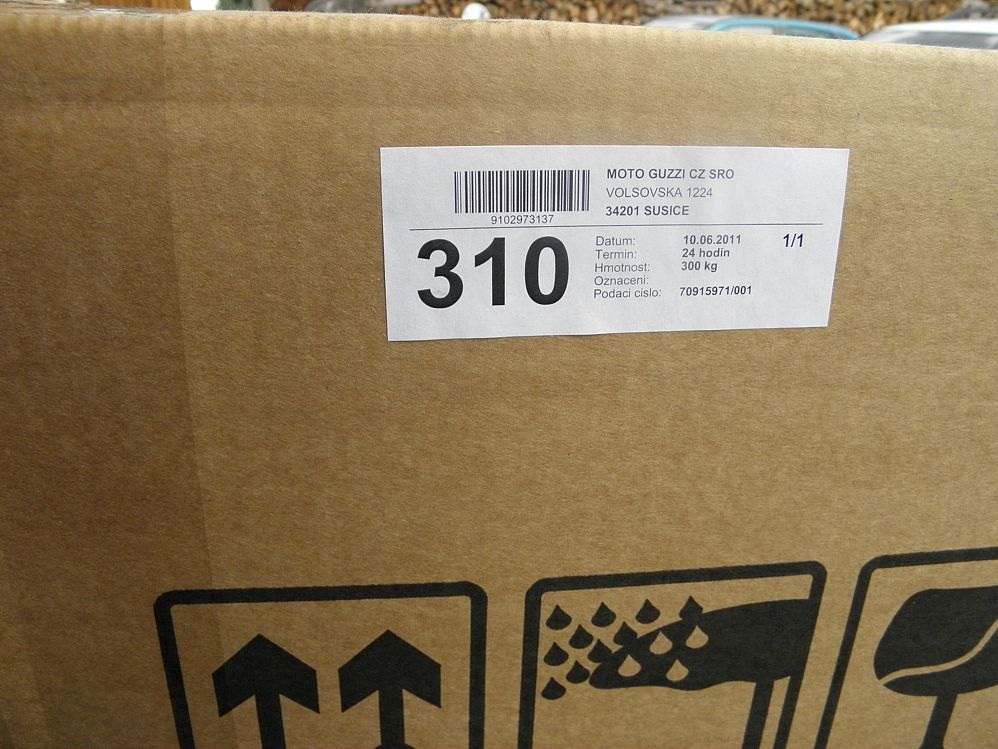 MOTO GUZZI CZ SRO
VOLSOVSKA 1224
34201 SUSICE
9102973137
310
Datum: 10.06.2011 1/1
Termin: 24 hodin
Hmotnost: 300 kg
Oznaceni:
Podaci cislo: 70915971/001